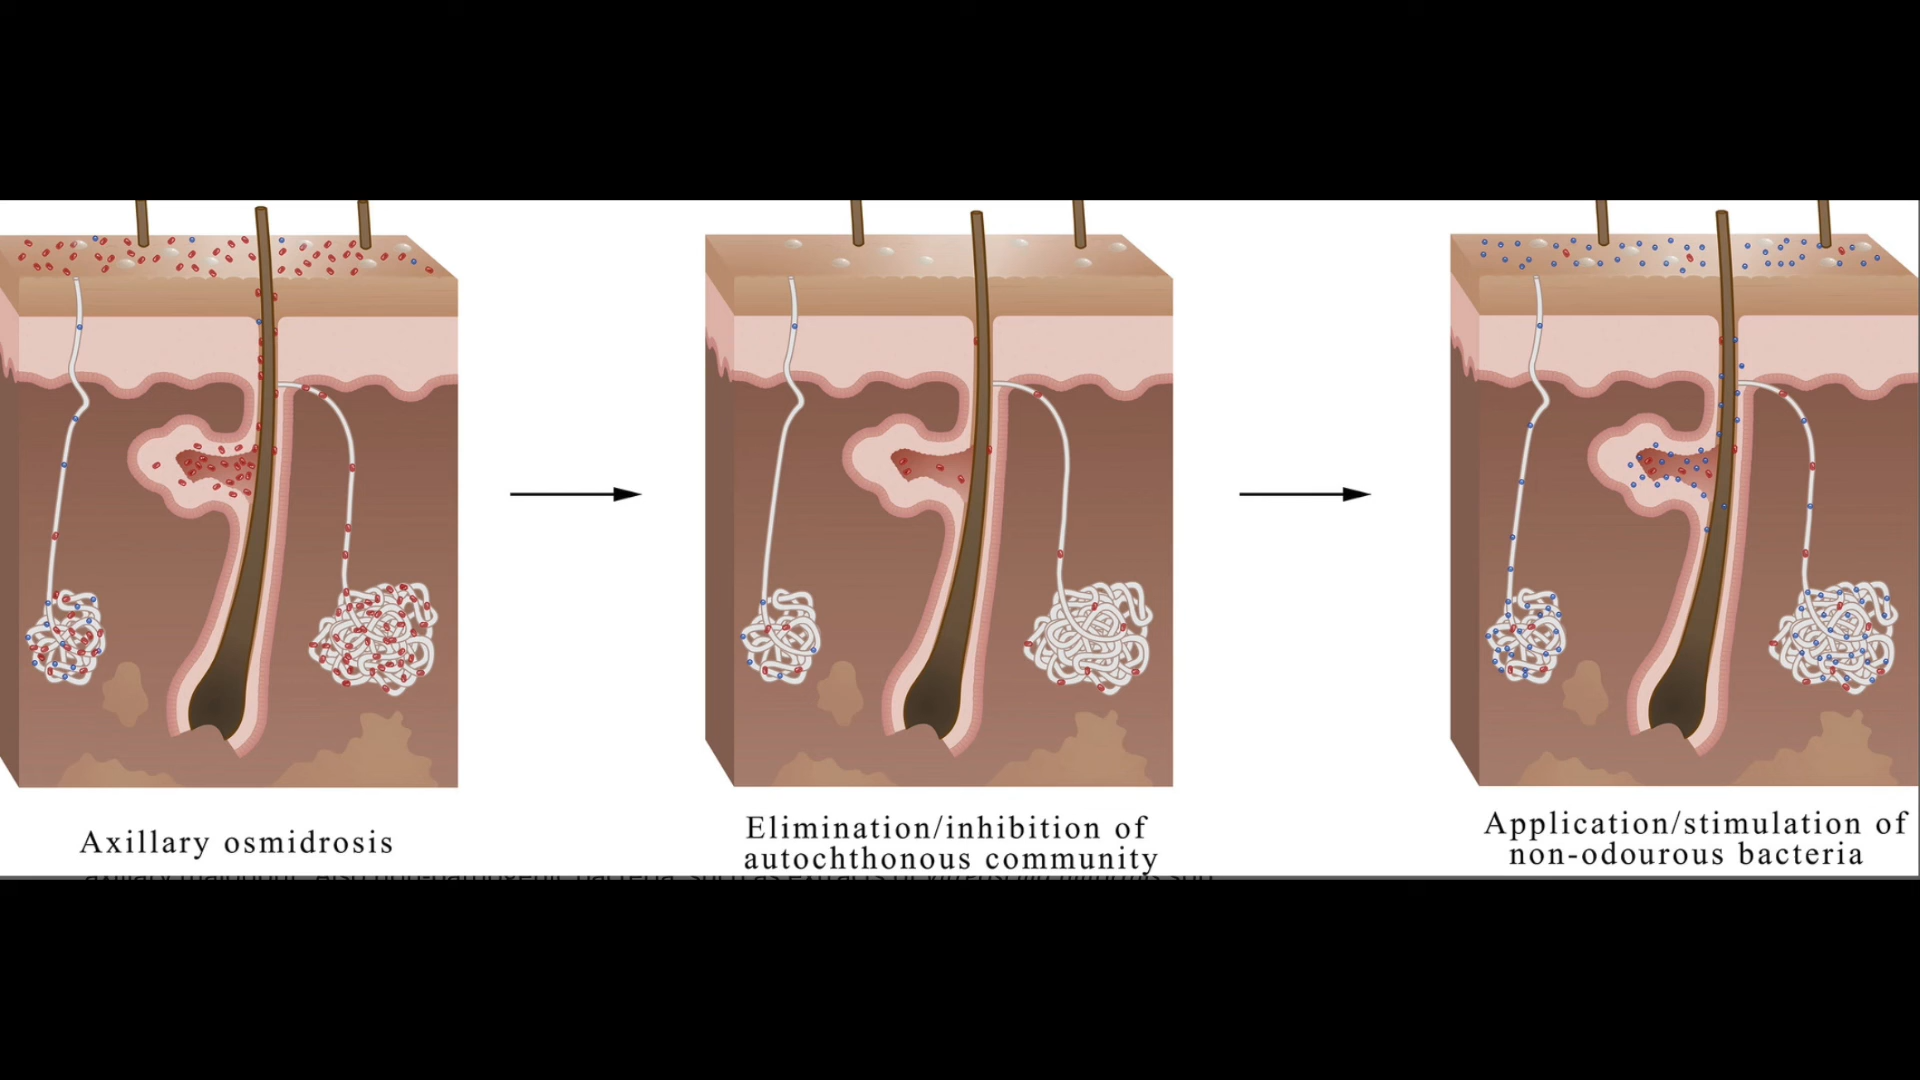 Axillary osmidrosis
Elimination/inhibition of
autochthonous community
Application/stimulation of
non-odourous bacteria